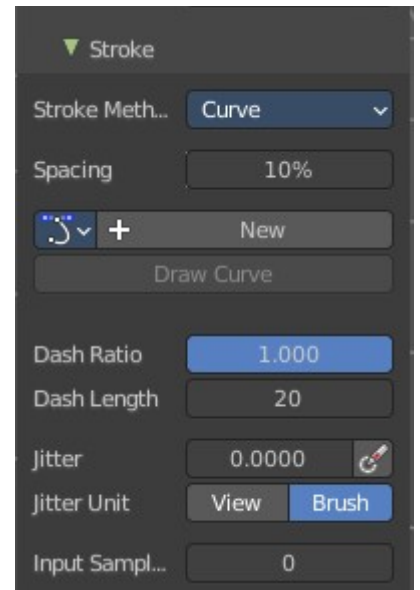 Stroke
Stroke Meth... Curve
Spacing 10%
New
Draw Curve
Dash Ratio 1.000
Dash Length 20
Jitter 0.0000
Jitter Unit View Brush
Input Sampl... 0